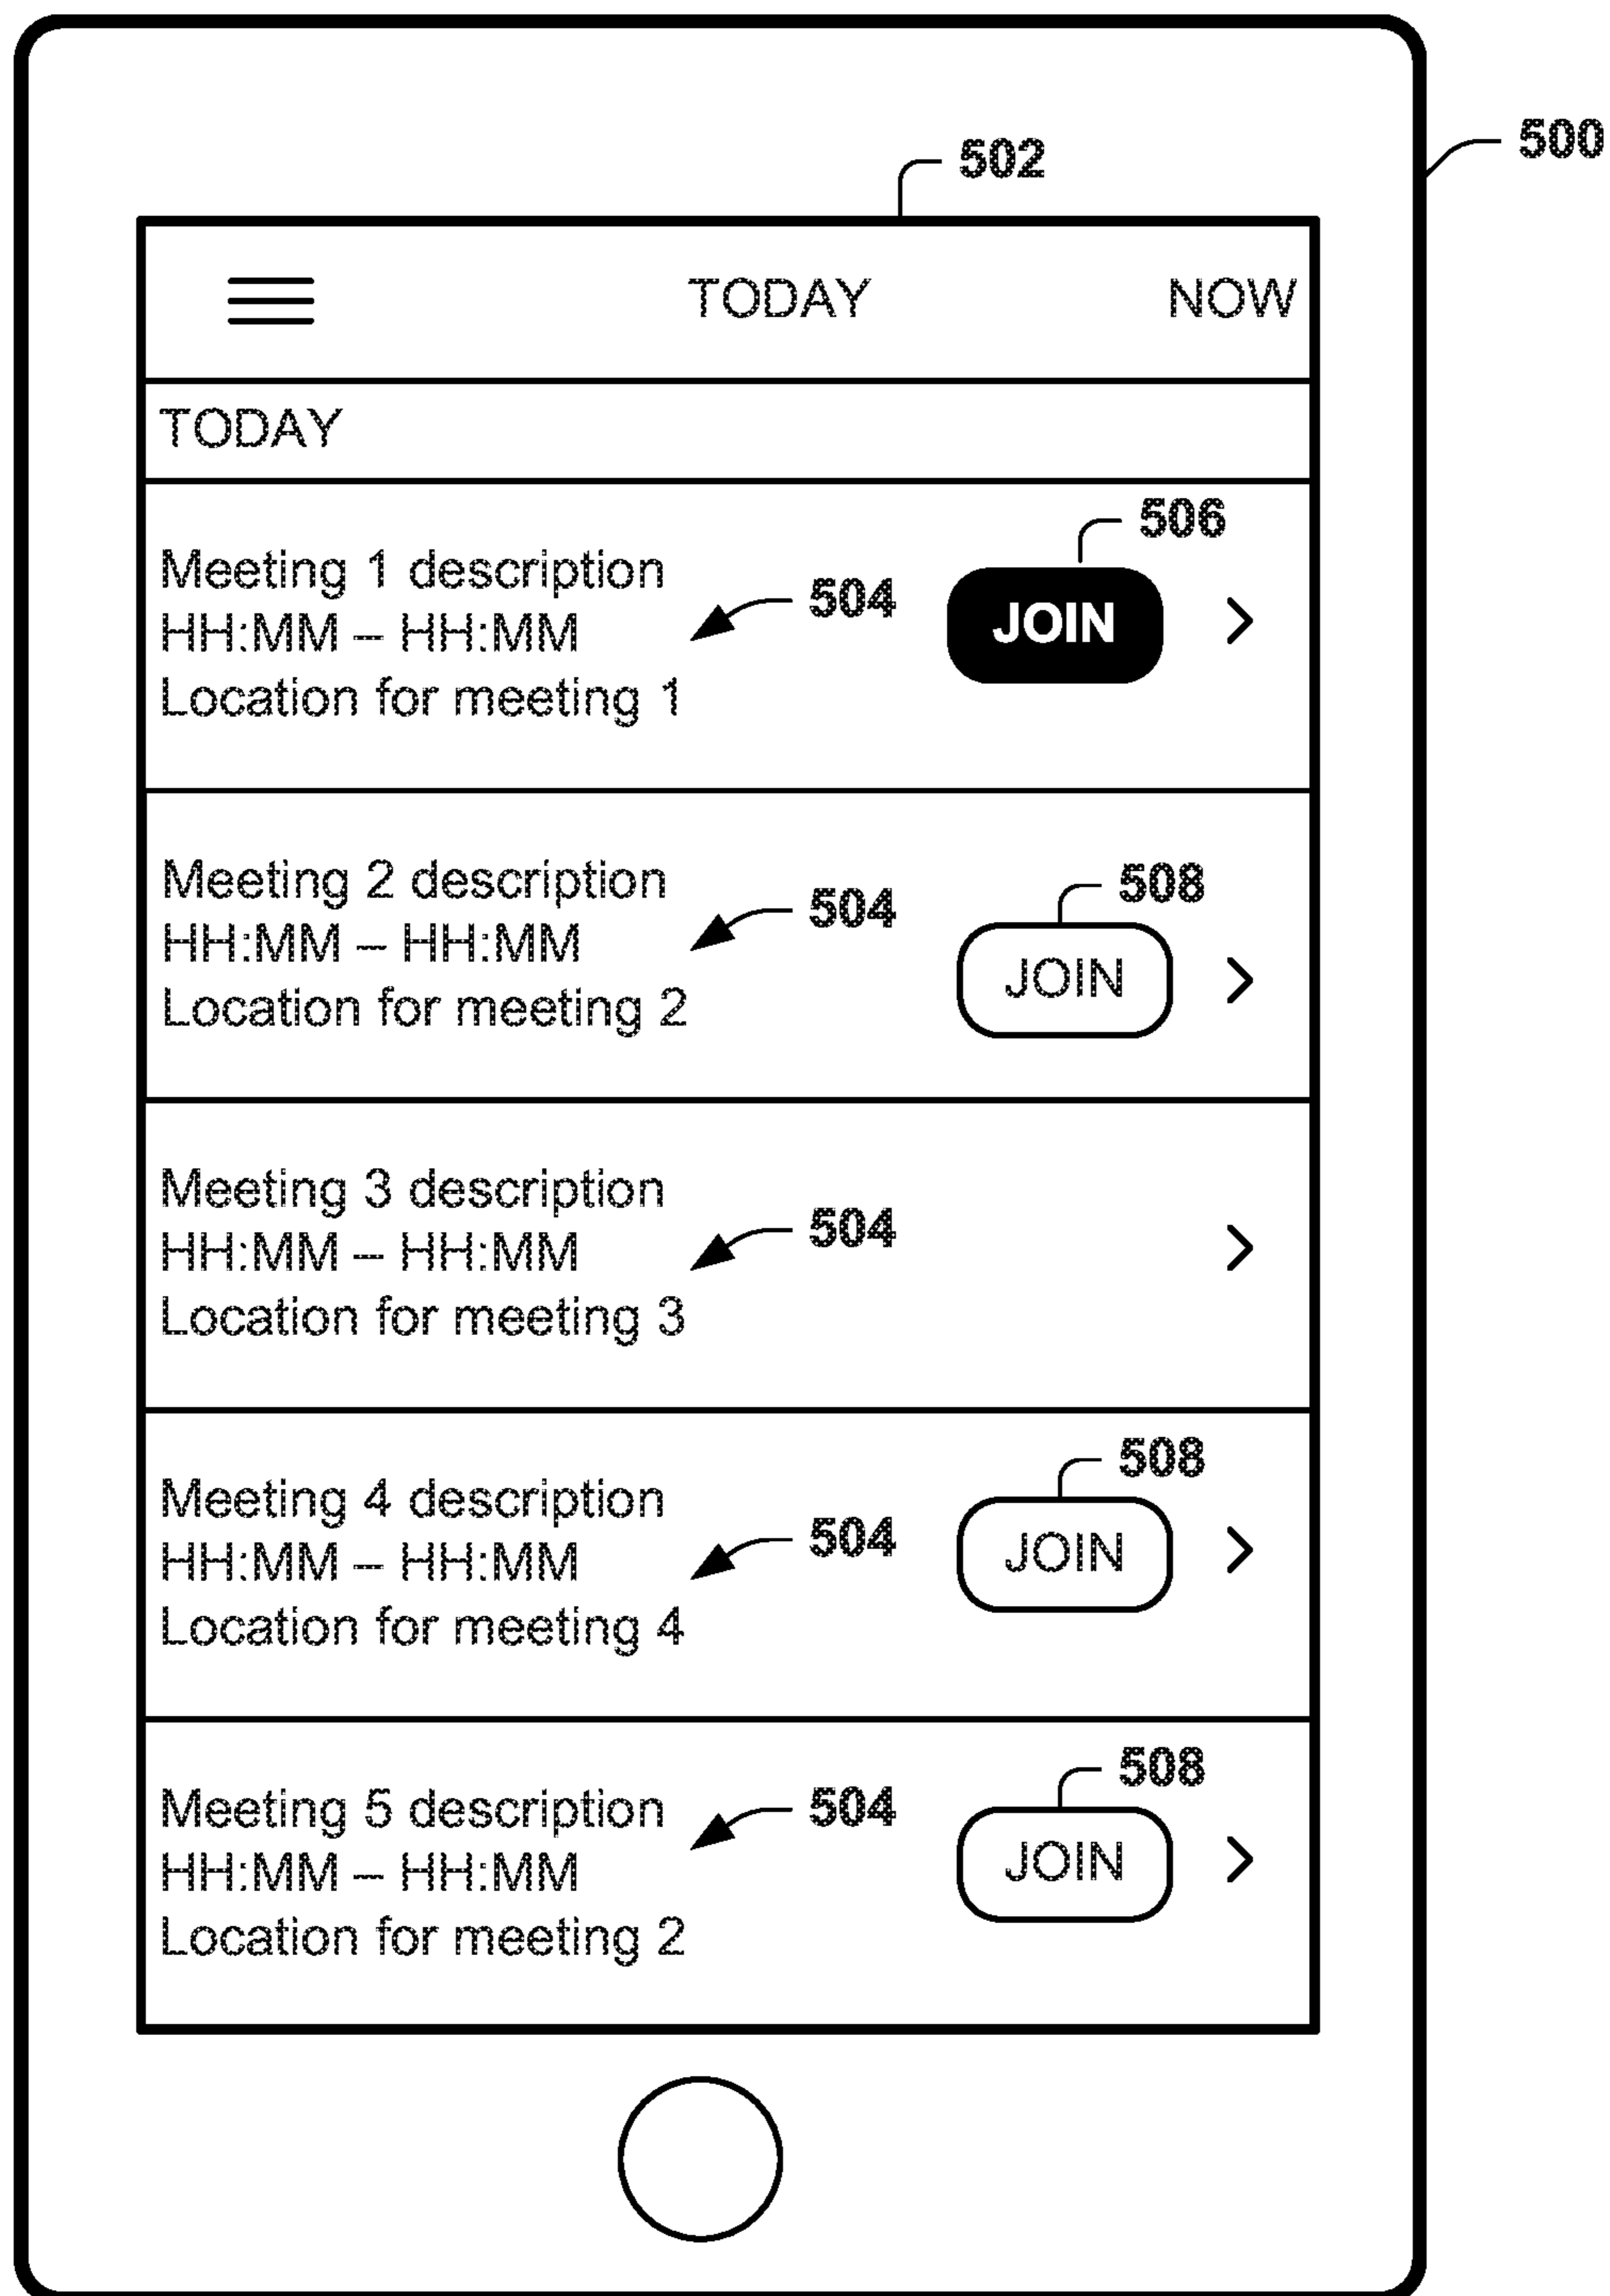 500
502
TODAY NOW
TODAY
506
Meeting 1 description
504
JOIN
HH:MM – HH:MM
Location for meeting 1
Meeting 2 description
508
504
HH:MM – HH:MM
JOIN
Location for meeting 2
Meeting 3 description
504
HH:MM – HH:MM
Location for meeting 3
508
Meeting 4 description
504
JOIN
HH:MM – HH:MM
Location for meeting 4
508
Meeting 5 description
504
JOIN
HH:MM – HH:MM
Location for meeting 2